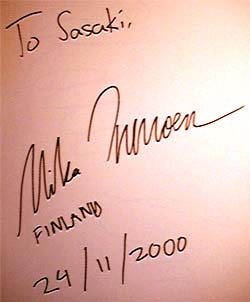 To Sasaki,
Mika
FINLAND
24/11/2000